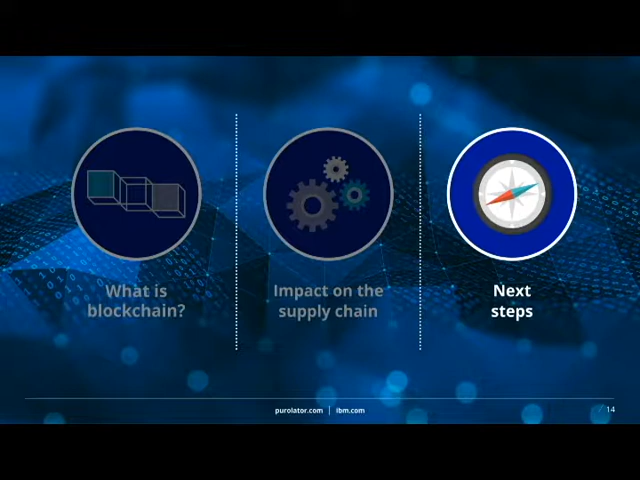 What is
blockchain?
Impact on the
supply chain
Next
steps
purolator.com | ibm.com
/ 14